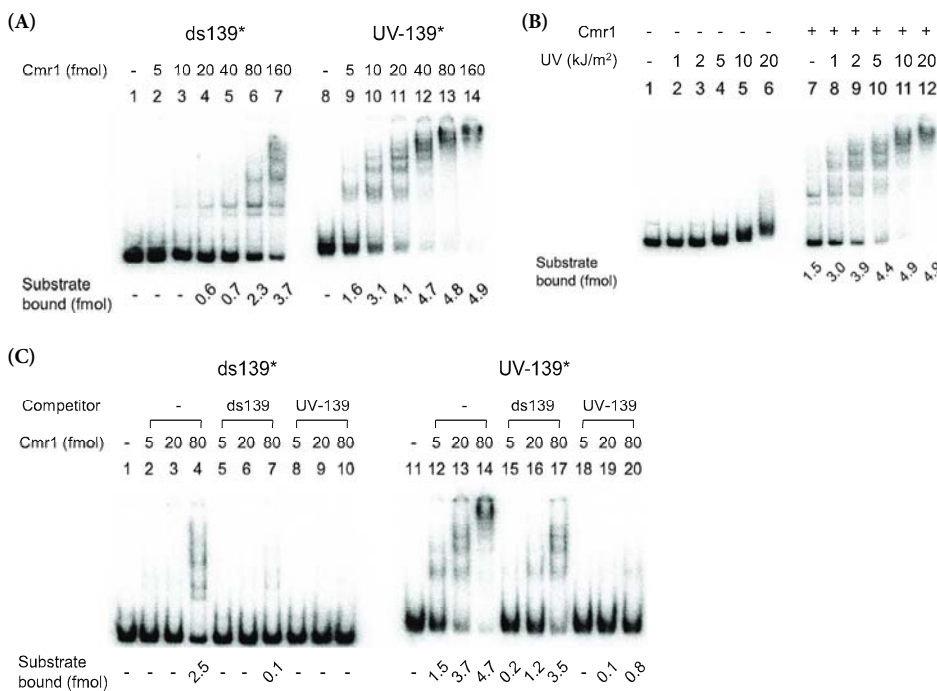 (A)
ds139* UV-139*
Cmr1 (fmol) - 5 10 20 40 80 160 - 5 10 20 40 80 160
1 2 3 4 5 6 7 8 9 10 11 12 13 14
Substrate
bound (fmol) - - - 0.6 0.7 2.3 3.7 - 1.6 3.1 4.1 4.7 4.8 4.9
(B)
Cmr1 - - - - - - + + + + + +
UV (kJ/m²) - 1 2 5 10 20 - 1 2 5 10 20
1 2 3 4 5 6 7 8 9 10 11 12
Substrate
bound (fmol) 1.5 3.0 3.9 4.4 4.9 4.9
(C)
ds139* UV-139*
Competitor - ds139 UV-139 - ds139 UV-139
Cmr1 (fmol) - 5 20 80 5 20 80 5 20 80 - 5 20 80 5 20 80 5 20 80
1 2 3 4 5 6 7 8 9 10 11 12 13 14 15 16 17 18 19 20
Substrate
bound (fmol) - - - 2.5 - - 0.1 - - - - 1.5 3.7 4.7 0.2 1.2 3.5 - 0.1 0.8